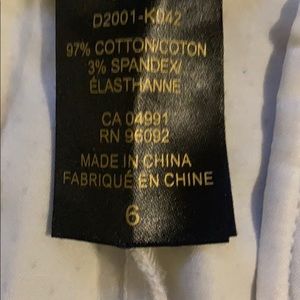 D2001-K042
97% COTTON/COTON
3% SPANDEX/
ÉLASTHANNE
CA 04991
RN 96092
MADE IN CHINA
FABRIQUÉ EN CHINE
6